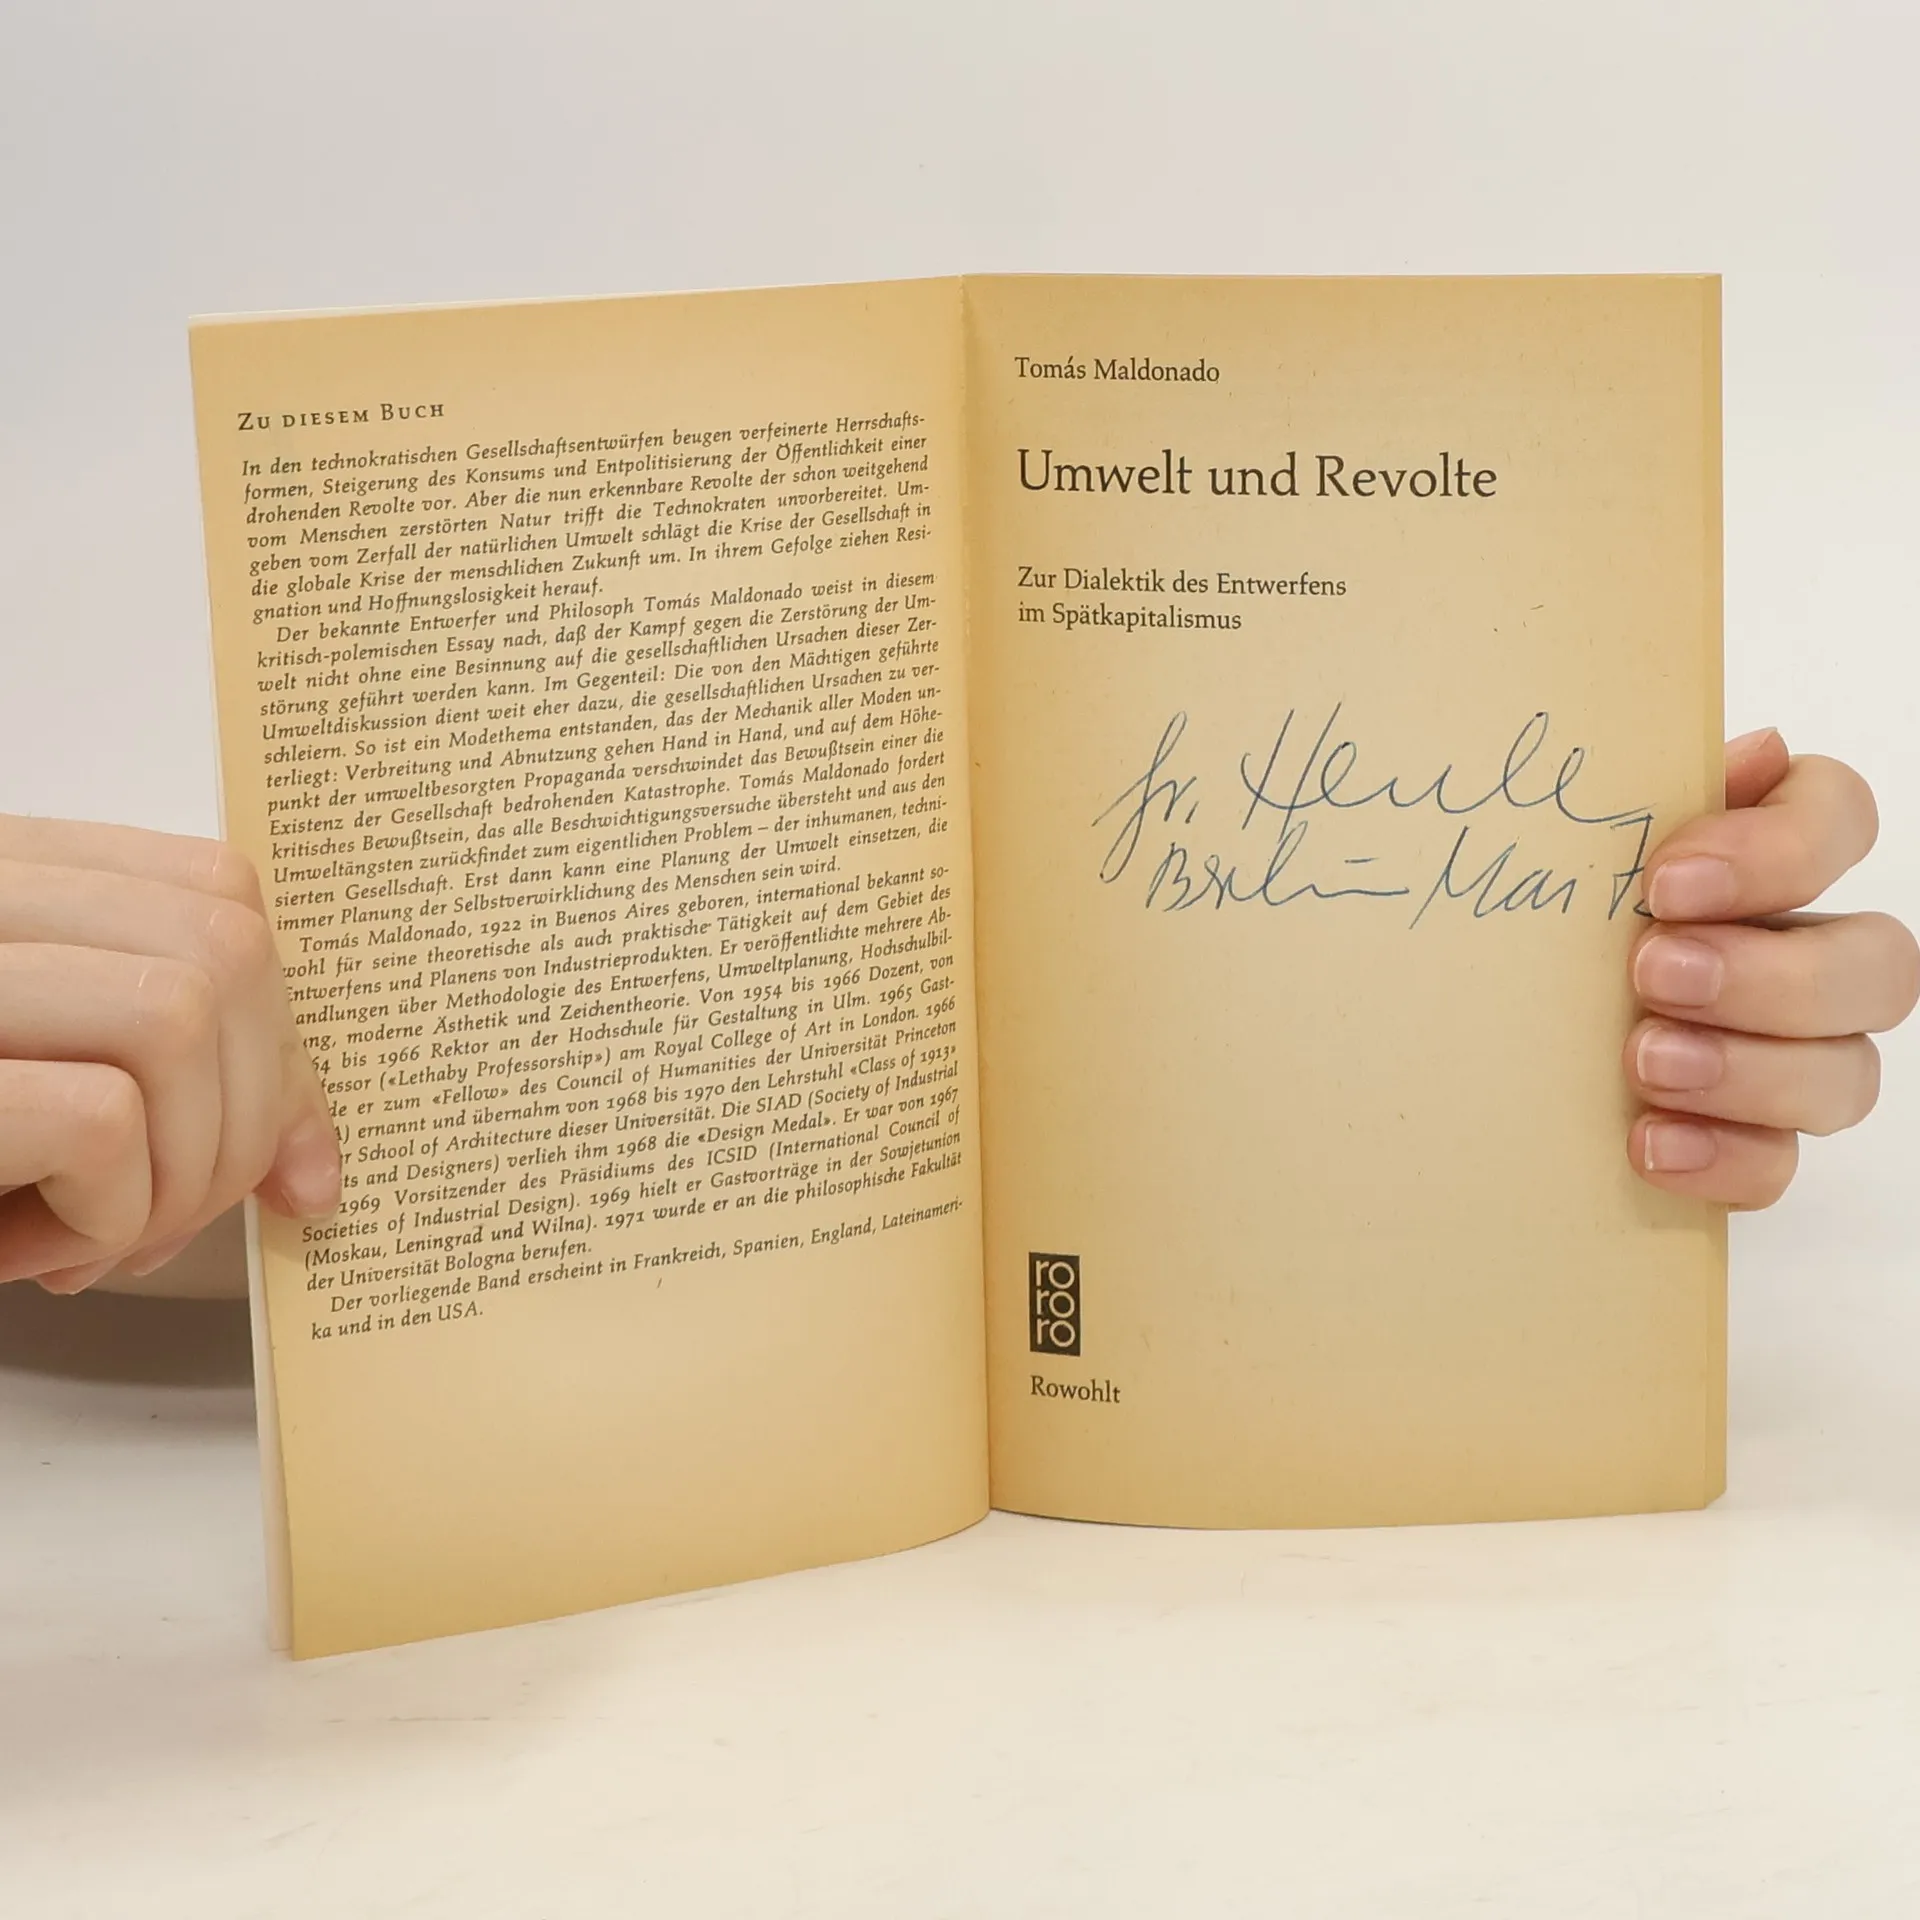 ZU DIESEM BUCH
In den technokratischen Gesellschaftsentwürfen beugen verfeinerte Herrschafts-
formen, Steigerung des Konsums und Entpolitisierung der Öffentlichkeit einer
drohenden Revolte vor. Aber die nun erkennbare Revolte der schon weitgehend
vom Menschen zerstörten Natur trifft die Technokraten unvorbereitet. Um-
geben vom Zerfall der natürlichen Umwelt schlägt die Krise der Gesellschaft in
die globale Krise der menschlichen Zukunft um. In ihrem Gefolge ziehen Resi-
gnation und Hoffnungslosigkeit herauf.
Der bekannte Entwerfer und Philosoph Tomás Maldonado weist in diesem
kritisch-polemischen Essay nach, daß der Kampf gegen die Zerstörung der Um-
welt nicht ohne eine Besinnung auf die gesellschaftlichen Ursachen dieser Zer-
störung geführt werden kann. Im Gegenteil: Die von den Mächtigen geführte
Umweltdiskussion dient weit eher dazu, die gesellschaftlichen Ursachen zu ver-
schleiern. So ist ein Modethema entstanden, das der Mechanik aller Moden un-
terliegt: Verbreitung und Abnutzung gehen Hand in Hand, und auf dem Höhe-
punkt der umweltbesorgten Propaganda verschwindet das Bewußtsein einer die
Existenz der Gesellschaft bedrohenden Katastrophe. Tomás Maldonado fordert
kritisches Bewußtsein, das alle Beschwichtigungsversuche übersteht und aus den
Umweltängsten zurückfindet zum eigentlichen Problem – der inhumanen, techni-
sierten Gesellschaft. Erst dann kann eine Planung der Umwelt einsetzen, die
immer Planung der Selbstverwirklichung des Menschen sein wird.
Tomás Maldonado, 1922 in Buenos Aires geboren, international bekannt so-
wohl für seine theoretische als auch praktische Tätigkeit auf dem Gebiet des
Entwerfens und Planens von Industrieprodukten. Er veröffentlichte mehrere Ab-
andlungen über Methodologie des Entwerfens, Umweltplanung, Hochschulbil-
ng, moderne Ästhetik und Zeichentheorie. Von 1954 bis 1966 Dozent, von
64 bis 1966 Rektor an der Hochschule für Gestaltung in Ulm. 1965 Gast-
fessor («Lethaby Professorship») am Royal College of Art in London. 1966
de er zum «Fellow» des Council of Humanities der Universität Princeton
A) ernannt und übernahm von 1968 bis 1970 den Lehrstuhl «Class of 1913»
r School of Architecture dieser Universität. Die SIAD (Society of Industrial
ts and Designers) verlieh ihm 1968 die «Design Medal». Er war von 1967
1969 Vorsitzender des Präsidiums des ICSID (International Council of
Societies of Industrial Design). 1969 hielt er Gastvorträge in der Sowjetunion
(Moskau, Leningrad und Wilna). 1971 wurde er an die philosophische Fakultät
der Universität Bologna berufen.
Der vorliegende Band erscheint in Frankreich, Spanien, England, Lateinameri-
ka und in den USA.
Tomás Maldonado
Umwelt und Revolte
Zur Dialektik des Entwerfens
im Spätkapitalismus
fr. Henle
Berlin Mai 7
ro
ro
ro
Rowohlt